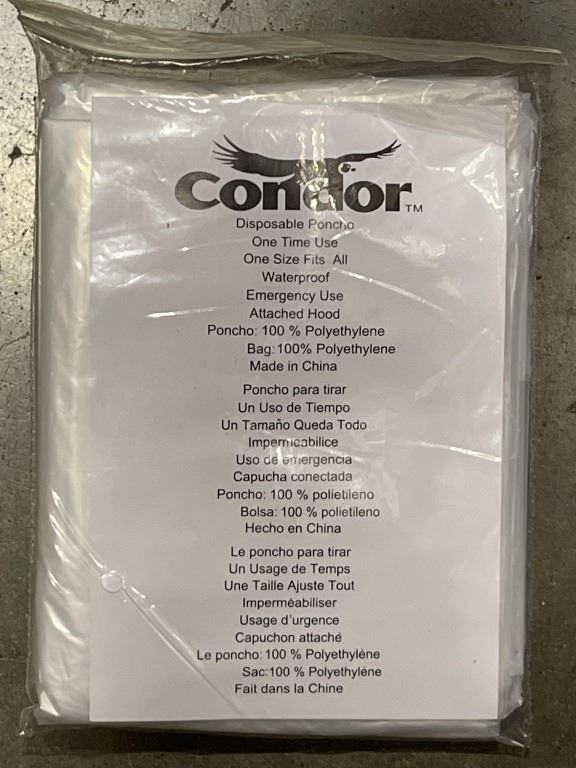 Condor™
Disposable Poncho
One Time Use
One Size Fits All
Waterproof
Emergency Use
Attached Hood
Poncho: 100 % Polyethylene
Bag:100% Polyethylene
Made in China
Poncho para tirar
Un Uso de Tiempo
Un Tamaño Queda Todo
Impermeabilice
Uso de emergencia
Capucha conectada
Poncho: 100 % polietileno
Bolsa: 100 % polietileno
Hecho en China
Le poncho para tirar
Un Usage de Temps
Une Taille Ajuste Tout
Imperméabiliser
Usage d'urgence
Capuchon attaché
Le poncho: 100 % Polyethylène
Sac:100 % Polyethylène
Fait dans la Chine